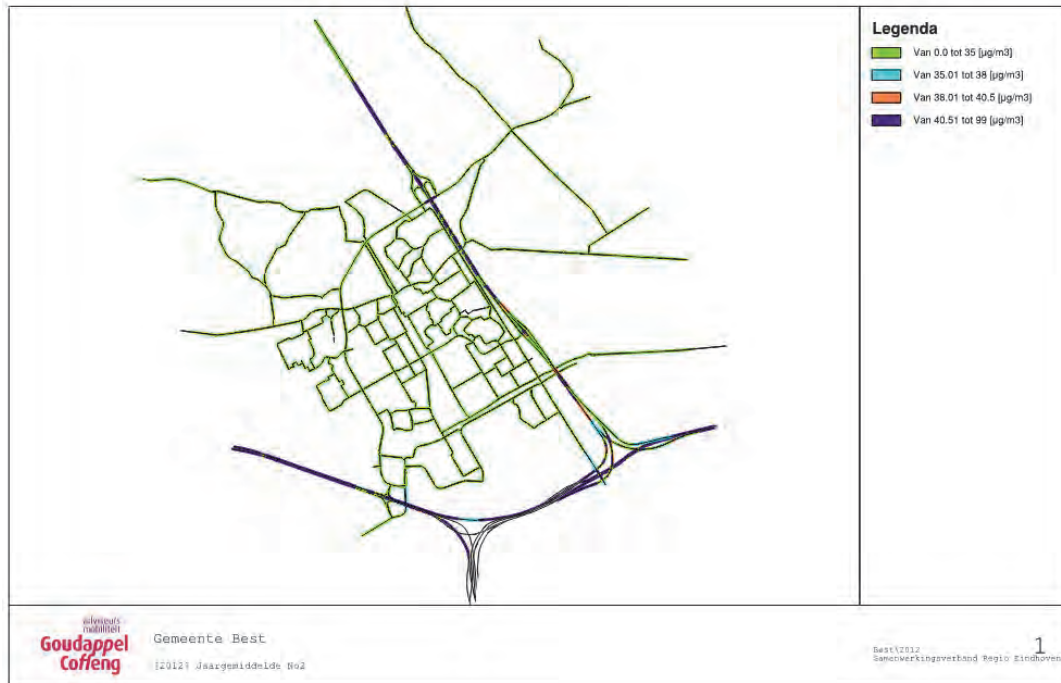 Legenda
Van 0.0 tot 35 [µg/m3]
Van 35.01 tot 38 [µg/m3]
Van 38.01 tot 40.5 [µg/m3]
Van 40.51 tot 99 [µg/m3]
adviseurs
mobiliteit
Goudappel
Coffeng
Gemeente Best
[2012] Jaargemiddelde No2
Best\2012
Samenwerkingsverband Regio Eindhoven
1